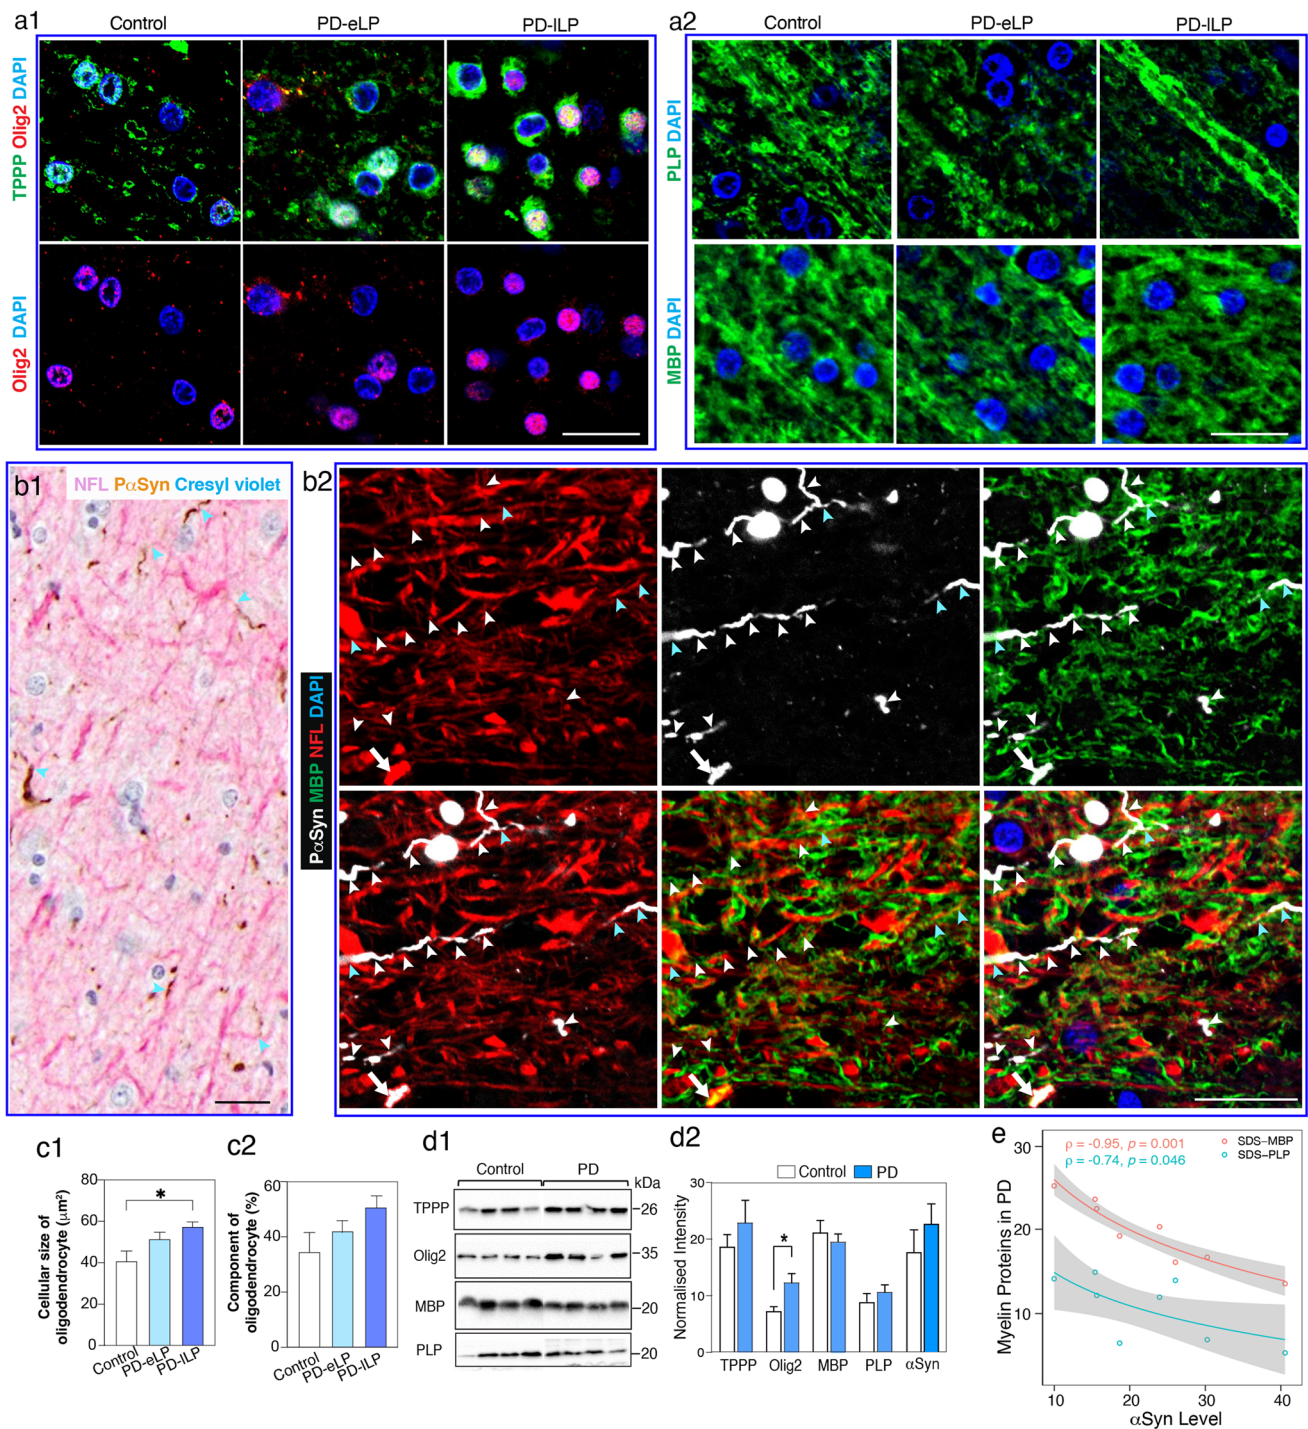 a1
Control
PD-eLP
PD-lLP
TPPP Olig2 DAPI
Olig2 DAPI
a2
Control
PD-eLP
PD-lLP
PLP DAPI
MBP DAPI
b1
NFL PαSyn Cresyl violet
b2
PαSyn MBP NFL DAPI
c1
Cellular size of
oligodendrocyte (μm²)
80
60
40
20
0
*
Control
PD-eLP
PD-lLP
c2
Component of
oligodendrocyte (%)
60
40
20
0
Control
PD-eLP
PD-lLP
d1
Control
PD
kDa
TPPP
26
Olig2
35
MBP
20
PLP
20
d2
Control
PD
Normalised Intensity
30
20
10
0
*
TPPP
Olig2
MBP
PLP
αSyn
e
ρ = -0.95, p = 0.001
ρ = -0.74, p = 0.046
SDS–MBP
SDS–PLP
Myelin Proteins in PD
30
20
10
10
20
30
40
αSyn Level